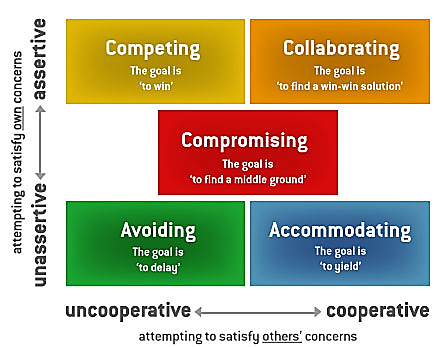 assertive
attempting to satisfy own concerns
unassertive
Competing
The goal is
'to win'
Collaborating
The goal is
'to find a win-win solution'
Compromising
The goal is
'to find a middle ground'
Avoiding
The goal is
'to delay'
Accommodating
The goal is
'to yield'
uncooperative
cooperative
attempting to satisfy others' concerns